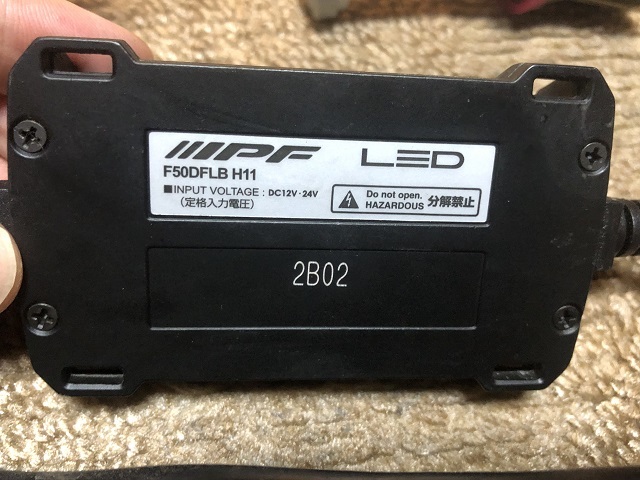 IPF LED
F50DFLB H11
■INPUT VOLTAGE : DC12V・24V
(定格入力電圧)
Do not open.
HAZARDOUS 分解禁止
2B02